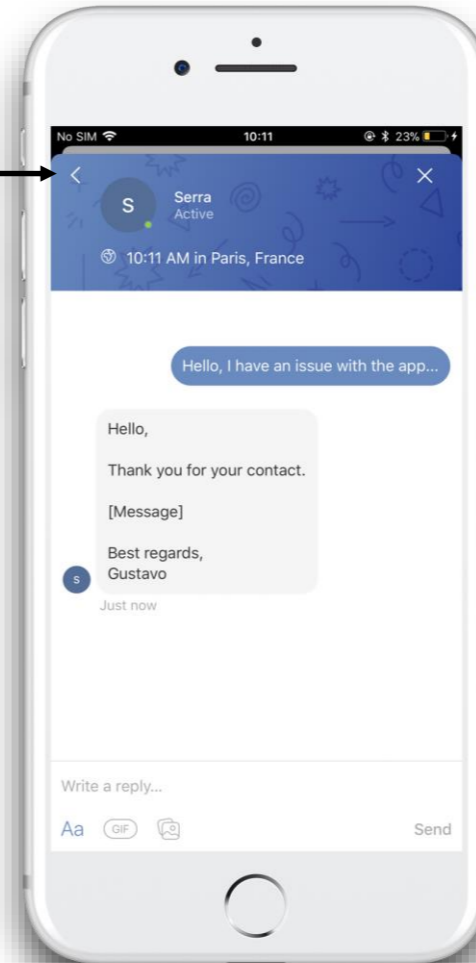 No SIM 10:11 23%
S Serra
Active
10:11 AM in Paris, France
Hello, I have an issue with the app...
Hello,
Thank you for your contact.
[Message]
Best regards,
Gustavo
S
Just now
Write a reply...
Aa GIF Send